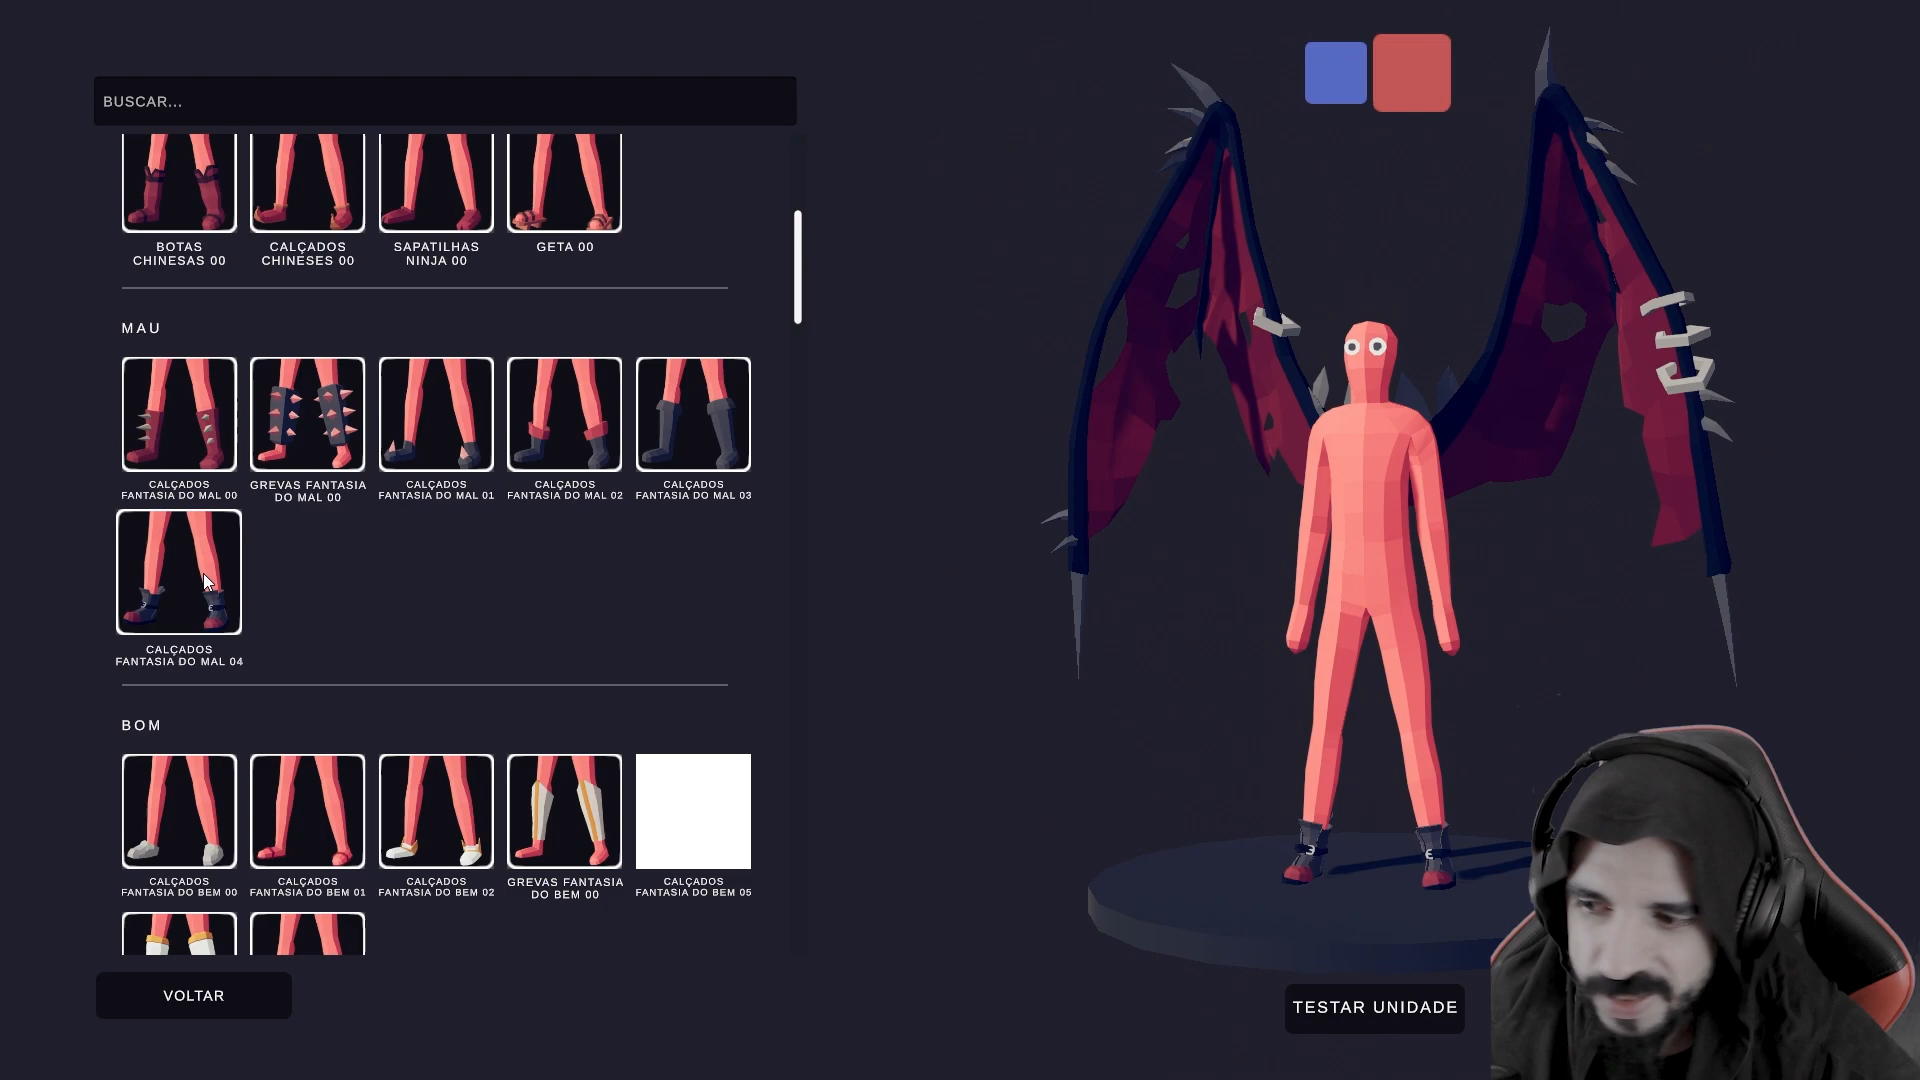 BUSCAR...
BOTAS
CHINESAS 00
CALÇADOS
CHINESES 00
SAPATILHAS
NINJA 00
GETA 00
MAU
CALÇADOS
FANTASIA DO MAL 00
GREVAS FANTASIA
DO MAL 00
CALÇADOS
FANTASIA DO MAL 01
CALÇADOS
FANTASIA DO MAL 02
CALÇADOS
FANTASIA DO MAL 03
CALÇADOS
FANTASIA DO MAL 04
BOM
CALÇADOS
FANTASIA DO BEM 00
CALÇADOS
FANTASIA DO BEM 01
CALÇADOS
FANTASIA DO BEM 02
GREVAS FANTASIA
DO BEM 00
CALÇADOS
FANTASIA DO BEM 05
VOLTAR
TESTAR UNIDADE